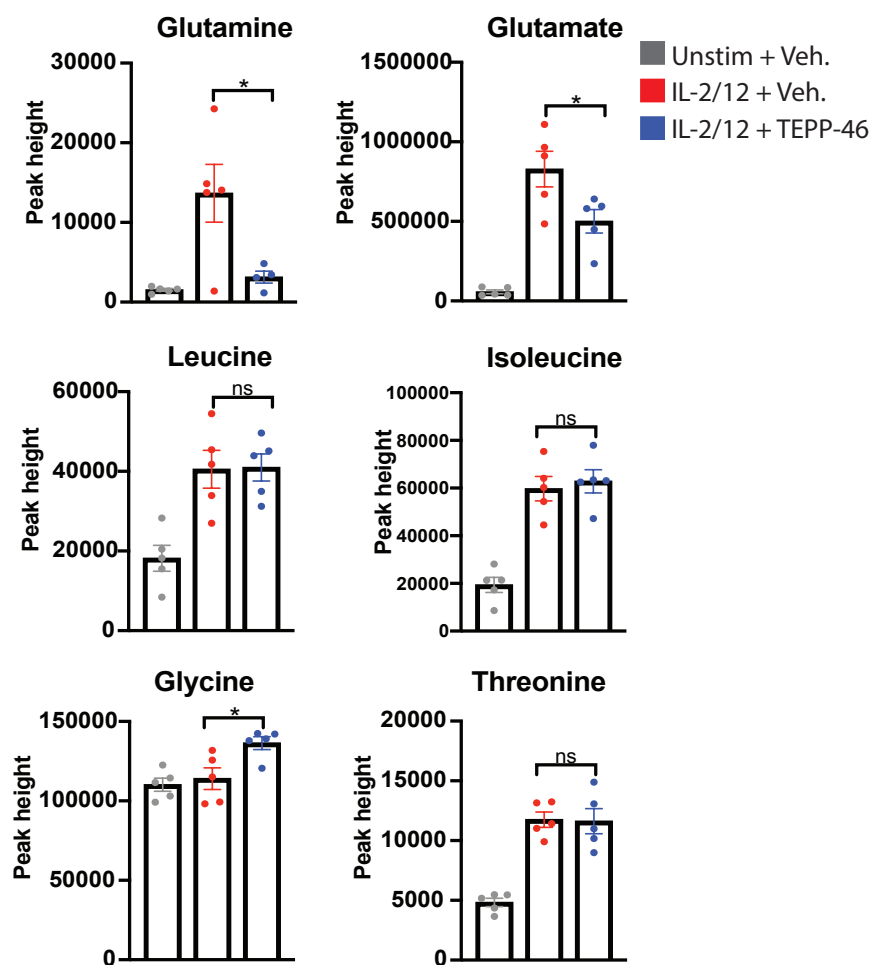 Glutamine
Peak height
30000
20000
10000
0
*
Glutamate
Peak height
1500000
1000000
500000
0
*
Unstim + Veh.
IL-2/12 + Veh.
IL-2/12 + TEPP-46
Leucine
Peak height
60000
40000
20000
0
ns
Isoleucine
Peak height
100000
80000
60000
40000
20000
0
ns
Glycine
Peak height
150000
100000
50000
0
*
Threonine
Peak height
20000
15000
10000
5000
0
ns